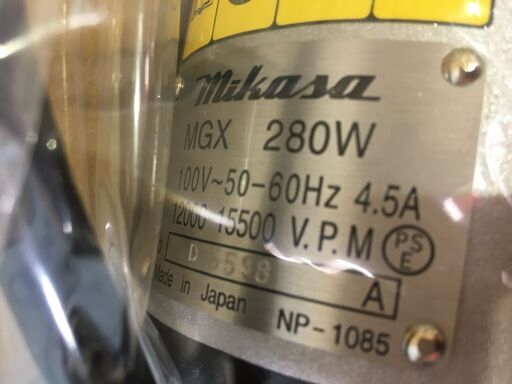 mikasa
MGX 280W
100V~50-60Hz 4.5A
12000 15500 V.P.M
PS
E
D A
Made in Japan NP-1085